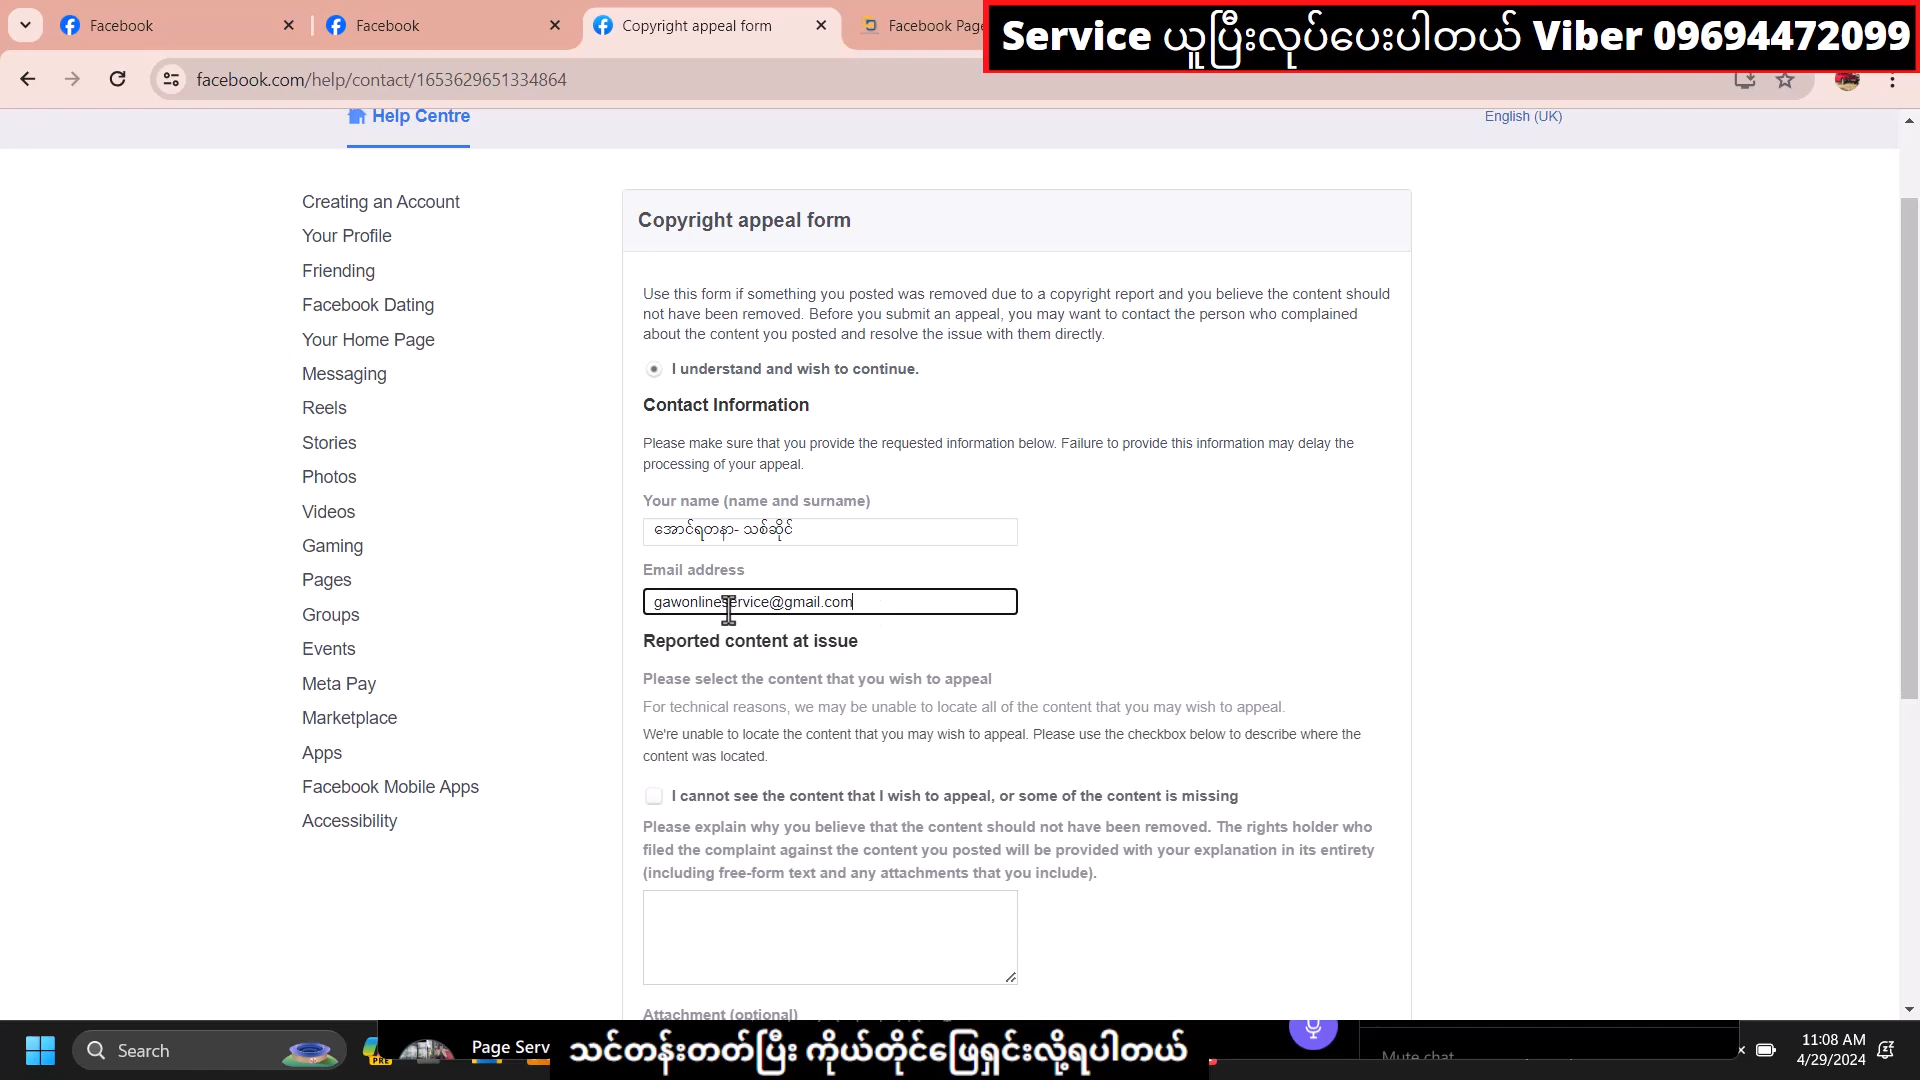 Facebook
Facebook
Copyright appeal form
Facebook Page
Service ယူပြီးလုပ်ပေးပါတယ် Viber 09694472099
facebook.com/help/contact/1653629651334864
Help Centre
English (UK)
Creating an Account
Your Profile
Friending
Facebook Dating
Your Home Page
Messaging
Reels
Stories
Photos
Videos
Gaming
Pages
Groups
Events
Meta Pay
Marketplace
Apps
Facebook Mobile Apps
Accessibility
Copyright appeal form
Use this form if something you posted was removed due to a copyright report and you believe the content should
not have been removed. Before you submit an appeal, you may want to contact the person who complained
about the content you posted and resolve the issue with them directly.
I understand and wish to continue.
Contact Information
Please make sure that you provide the requested information below. Failure to provide this information may delay the
processing of your appeal.
Your name (name and surname)
အောင်ရတနာ- သစ်ဆိုင်
Email address
gawonlineservice@gmail.com
Reported content at issue
Please select the content that you wish to appeal
For technical reasons, we may be unable to locate all of the content that you may wish to appeal.
We're unable to locate the content that you may wish to appeal. Please use the checkbox below to describe where the
content was located.
I cannot see the content that I wish to appeal, or some of the content is missing
Please explain why you believe that the content should not have been removed. The rights holder who
filed the complaint against the content you posted will be provided with your explanation in its entirety
(including free-form text and any attachments that you include).
Attachment (optional)
Search
PRE
Page Serv
သင်တန်းတတ်ပြီး ကိုယ်တိုင်ဖြေရှင်းလို့ရပါတယ်
Mute chat
11:08 AM
4/29/2024